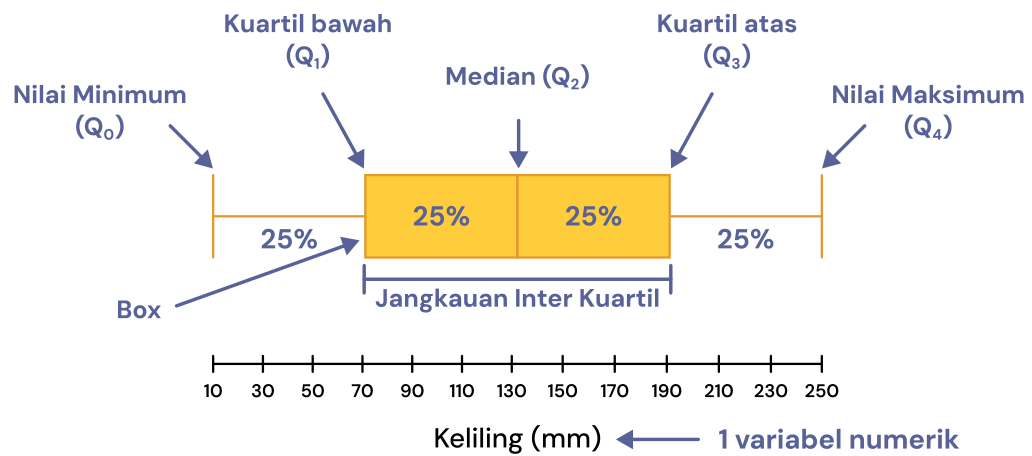 Kuartil bawah
(Q₁)
Kuartil atas
(Q₃)
Median (Q₂)
Nilai Minimum
(Q₀)
Nilai Maksimum
(Q₄)
25%
25%
25%
25%
Box
Jangkauan Inter Kuartil
10 30 50 70 90 110 130 150 170 190 210 230 250
Keliling (mm)
1 variabel numerik